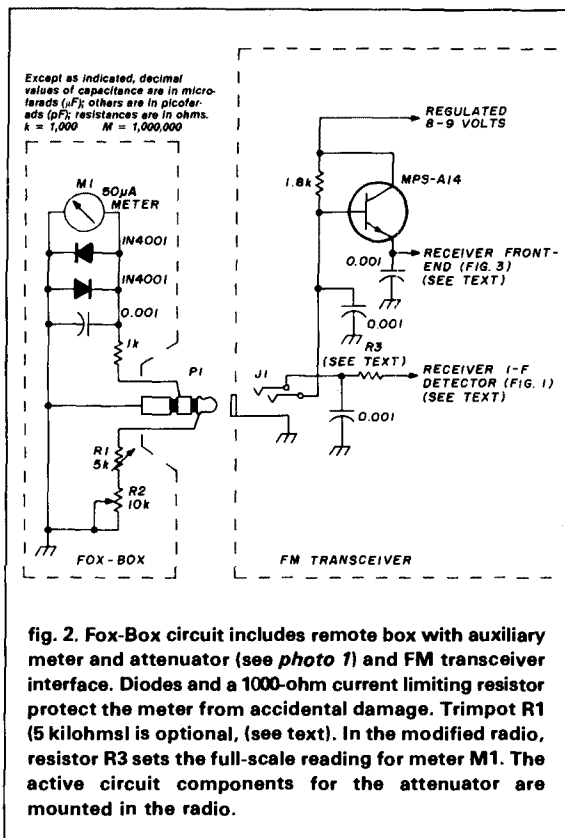 Except as indicated, decimal
values of capacitance are in micro-
farads (μF); others are in picofar-
ads (pF); resistances are in ohms.
k = 1,000 M = 1,000,000
M1
50μA
METER
1N4001
1N4001
0.001
1k
P1
R1
5k
R2
10k
FOX-BOX
REGULATED
8-9 VOLTS
1.8k
MPS-A14
0.001
RECEIVER FRONT-
END (FIG. 3)
(SEE TEXT)
0.001
J1
R3
(SEE TEXT)
RECEIVER I-F
DETECTOR (FIG. 1)
(SEE TEXT)
0.001
FM TRANSCEIVER
fig. 2. Fox-Box circuit includes remote box with auxiliary
meter and attenuator (see photo 1) and FM transceiver
interface. Diodes and a 1000-ohm current limiting resistor
protect the meter from accidental damage. Trimpot R1
(5 kilohms) is optional, (see text). In the modified radio,
resistor R3 sets the full-scale reading for meter M1. The
active circuit components for the attenuator are
mounted in the radio.